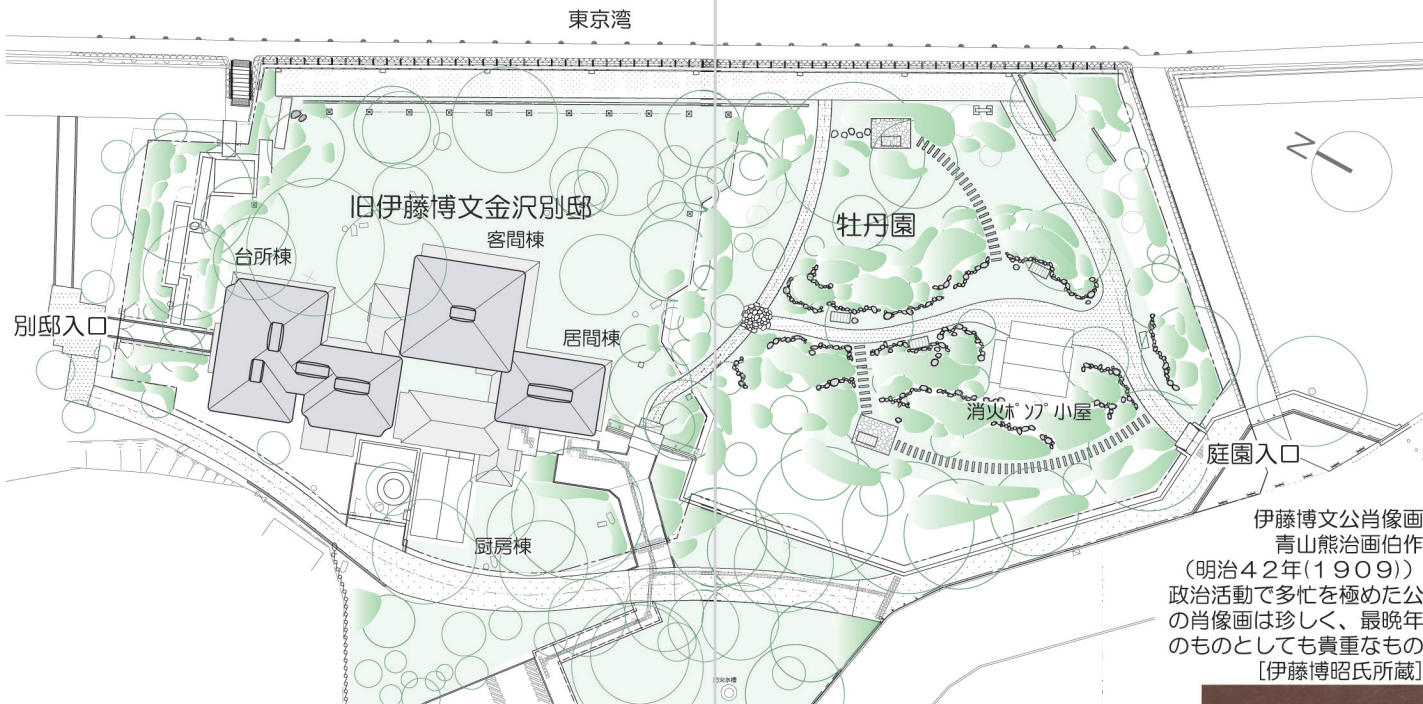 東京湾
N
旧伊藤博文金沢別邸
客間棟
台所棟
牡丹園
別邸入口
居間棟
消火ポンプ小屋
庭園入口
厨房棟
伊藤博文公肖像画
青山熊治画伯作
(明治42年(1909))
政治活動で多忙を極めた公
の肖像画は珍しく、最晩年
のものとしても貴重なもの
[伊藤博昭氏所蔵]